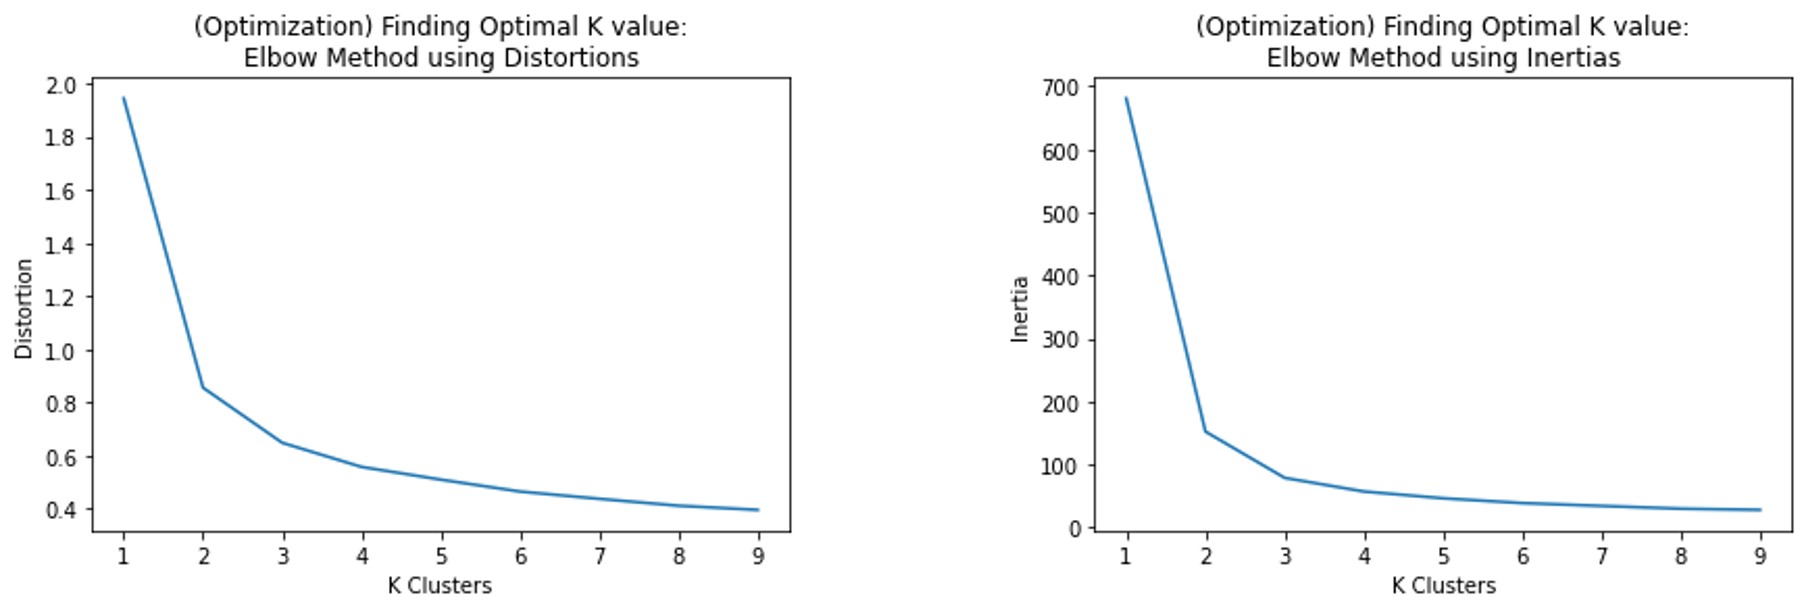 (Optimization) Finding Optimal K value:
Elbow Method using Distortions
2.0
1.8
1.6
1.4
1.2
1.0
0.8
0.6
0.4
Distortion
1 2 3 4 5 6 7 8 9
K Clusters
(Optimization) Finding Optimal K value:
Elbow Method using Inertias
700
600
500
400
300
200
100
0
Inertia
1 2 3 4 5 6 7 8 9
K Clusters